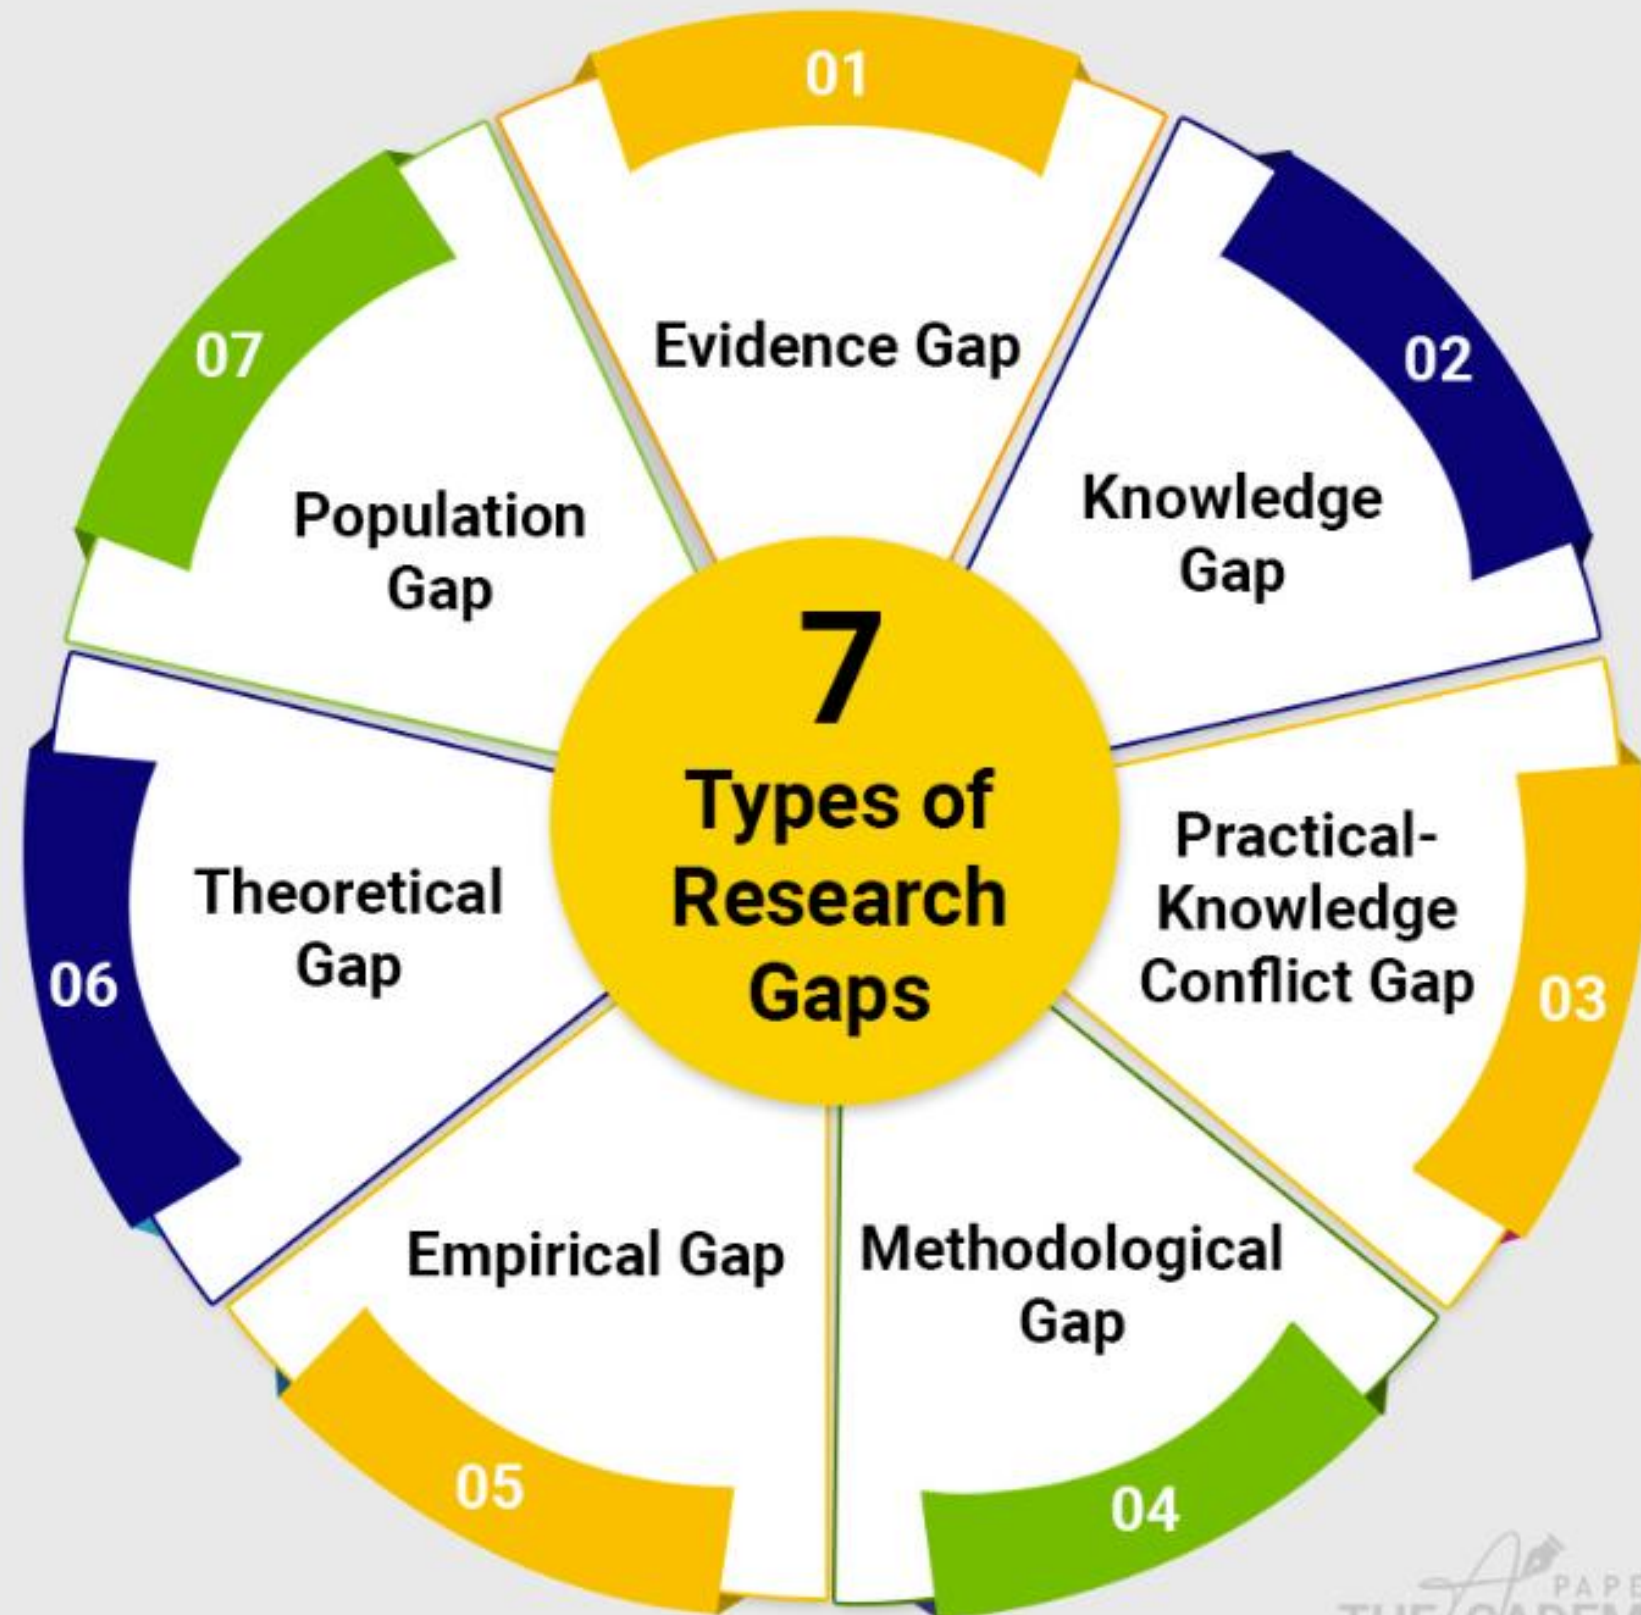 01
Evidence Gap
02
Knowledge
Gap
03
Practical-
Knowledge
Conflict Gap
04
Methodological
Gap
05
Empirical Gap
06
Theoretical
Gap
07
Population
Gap
7
Types of
Research
Gaps